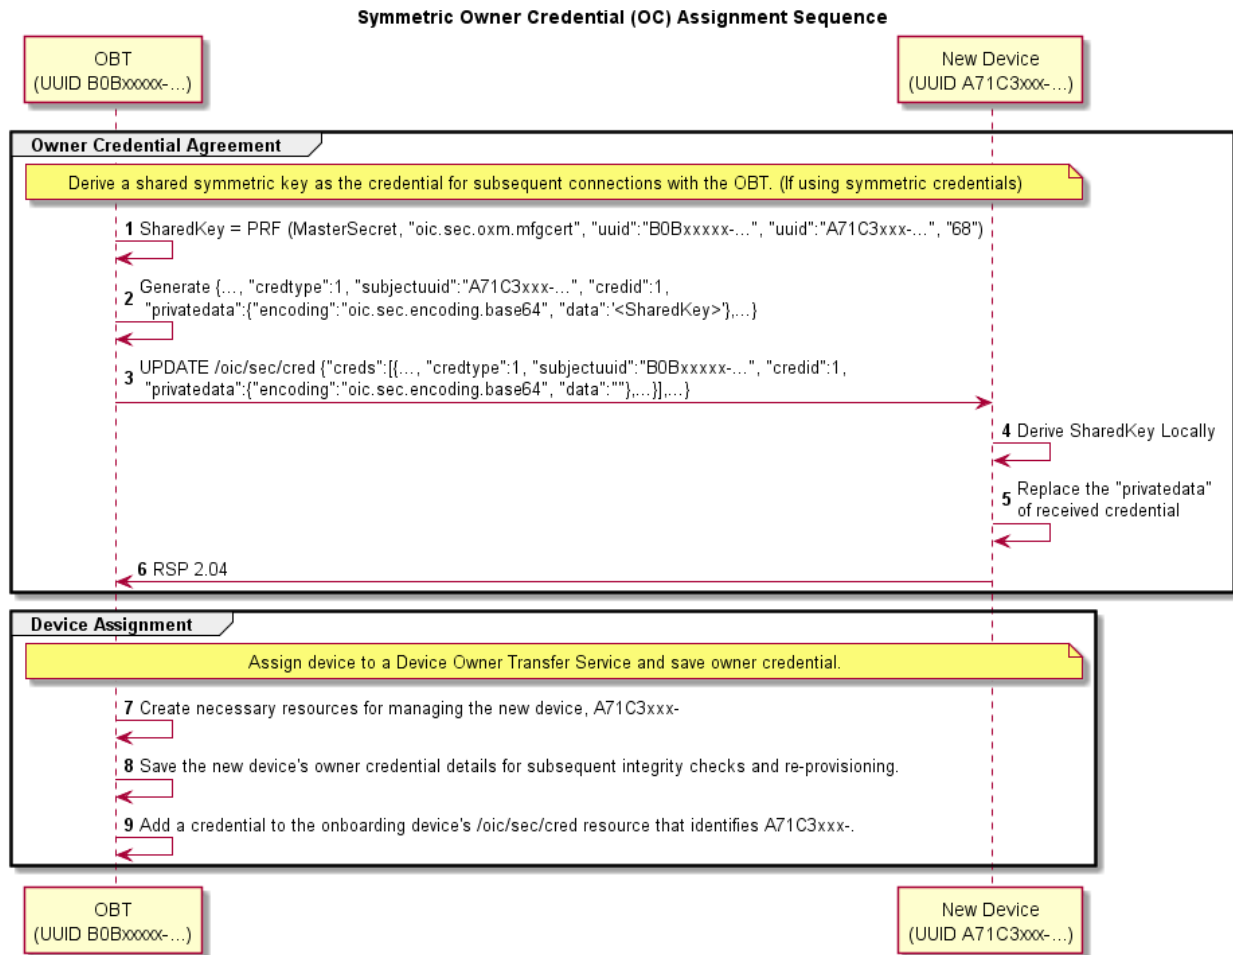 Symmetric Owner Credential (OC) Assignment Sequence
OBT
(UUID B0Bxxxxx-...)
New Device
(UUID A71C3xxx-...)
Owner Credential Agreement
Derive a shared symmetric key as the credential for subsequent connections with the OBT. (If using symmetric credentials)
1 SharedKey = PRF (MasterSecret, "oic.sec.oxm.mfgcert", "uuid":"B0Bxxxxx-...", "uuid":"A71C3xxx-...", "68")
2 Generate {..., "credtype":1, "subjectuuid":"A71C3xxx-...", "credid":1,
"privatedata":{"encoding":"oic.sec.encoding.base64", "data":'<SharedKey>'},...}
3 UPDATE /oic/sec/cred {"creds":[{..., "credtype":1, "subjectuuid":"B0Bxxxxx-...", "credid":1,
"privatedata":{"encoding":"oic.sec.encoding.base64", "data":""},...}],...}
4 Derive SharedKey Locally
5 Replace the "privatedata"
of received credential
6 RSP 2.04
Device Assignment
Assign device to a Device Owner Transfer Service and save owner credential.
7 Create necessary resources for managing the new device, A71C3xxx-
8 Save the new device's owner credential details for subsequent integrity checks and re-provisioning.
9 Add a credential to the onboarding device's /oic/sec/cred resource that identifies A71C3xxx-.
OBT
(UUID B0Bxxxxx-...)
New Device
(UUID A71C3xxx-...)